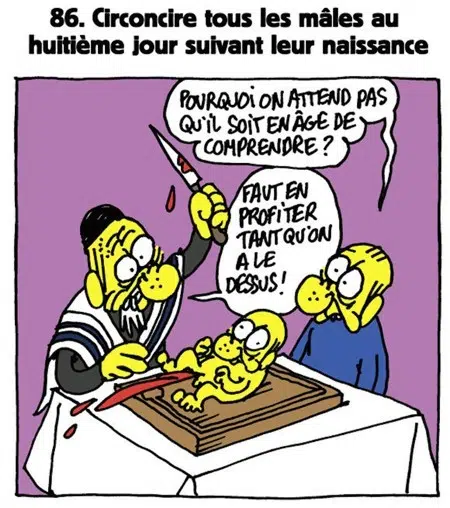 86. Circoncire tous les mâles au
huitième jour suivant leur naissance
POURQUOI ON ATTEND PAS
QU'IL SOIT EN ÂGE DE
COMPRENDRE ?
FAUT EN
PROFITER
TANT QU'ON
A LE
DESSUS !